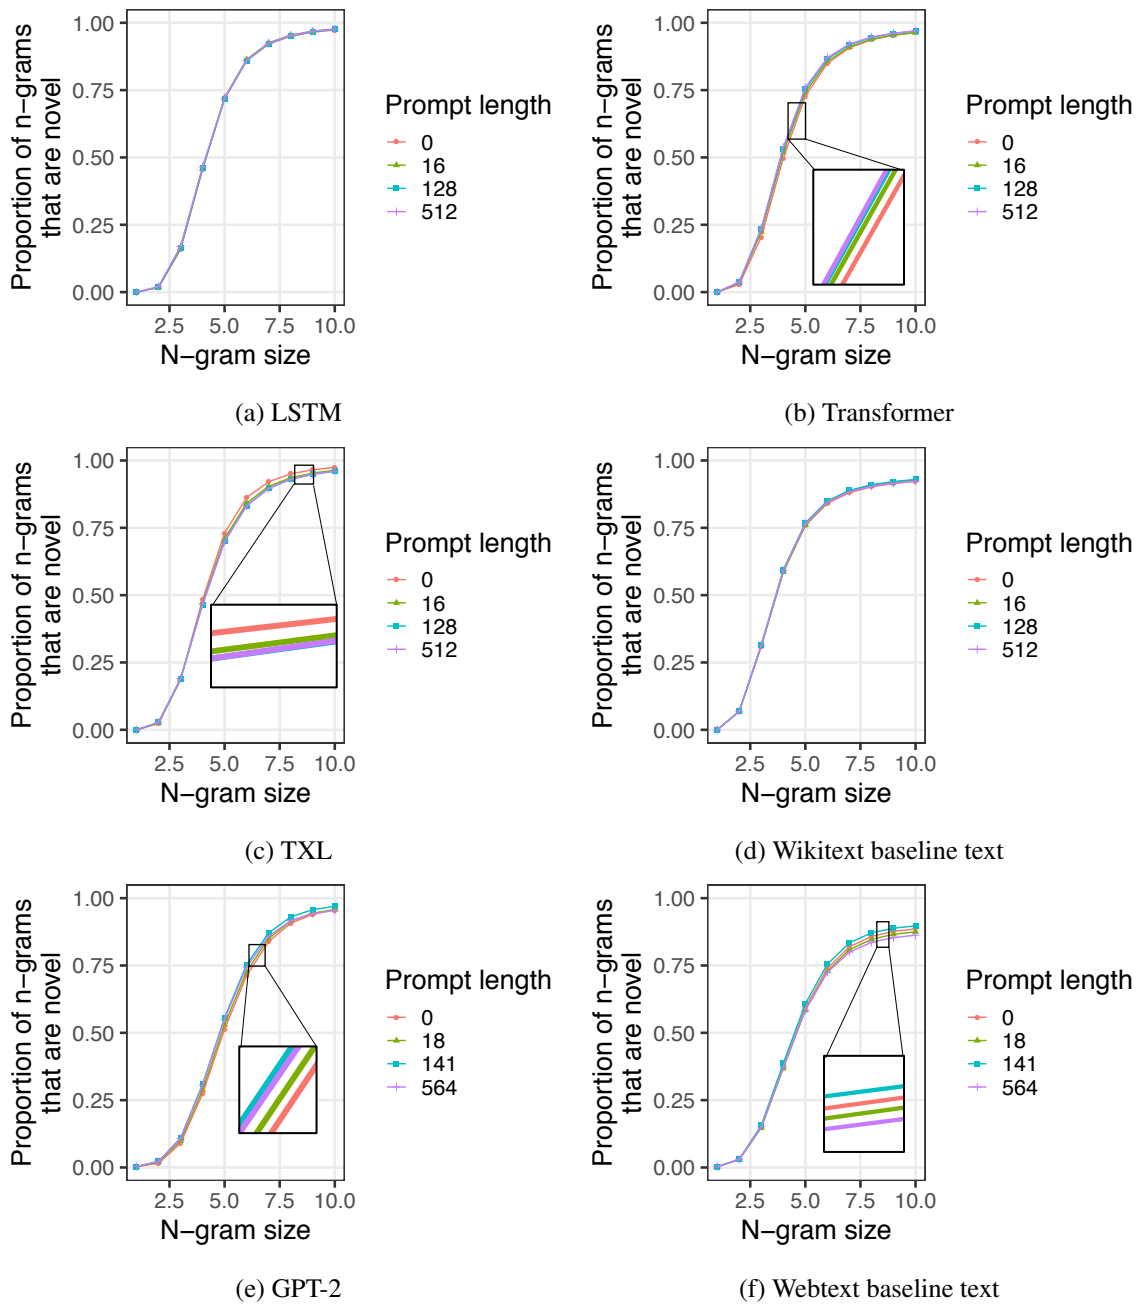 Proportion of n−grams
that are novel
1.00
0.75
0.50
0.25
0.00
2.5 5.0 7.5 10.0
N−gram size
Prompt length
0
16
128
512
(a) LSTM
Proportion of n−grams
that are novel
1.00
0.75
0.50
0.25
0.00
2.5 5.0 7.5 10.0
N−gram size
Prompt length
0
16
128
512
(b) Transformer
Proportion of n−grams
that are novel
1.00
0.75
0.50
0.25
0.00
2.5 5.0 7.5 10.0
N−gram size
Prompt length
0
16
128
512
(c) TXL
Proportion of n−grams
that are novel
1.00
0.75
0.50
0.25
0.00
2.5 5.0 7.5 10.0
N−gram size
Prompt length
0
16
128
512
(d) Wikitext baseline text
Proportion of n−grams
that are novel
1.00
0.75
0.50
0.25
0.00
2.5 5.0 7.5 10.0
N−gram size
Prompt length
0
18
141
564
(e) GPT-2
Proportion of n−grams
that are novel
1.00
0.75
0.50
0.25
0.00
2.5 5.0 7.5 10.0
N−gram size
Prompt length
0
18
141
564
(f) Webtext baseline text